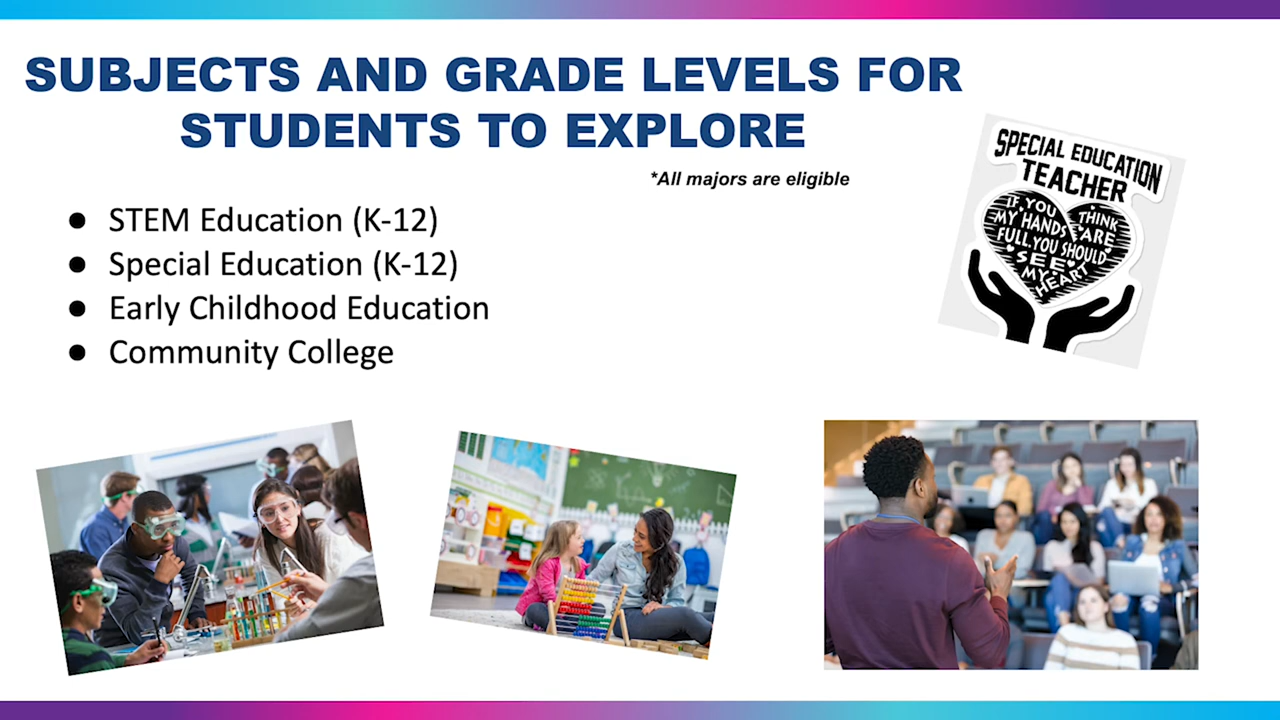 SUBJECTS AND GRADE LEVELS FOR
STUDENTS TO EXPLORE
*All majors are eligible
● STEM Education (K-12)
● Special Education (K-12)
● Early Childhood Education
● Community College
SPECIAL EDUCATION
TEACHER
IF YOU THINK
MY HANDS ARE
FULL, YOU SHOULD
SEE
MY
HEART